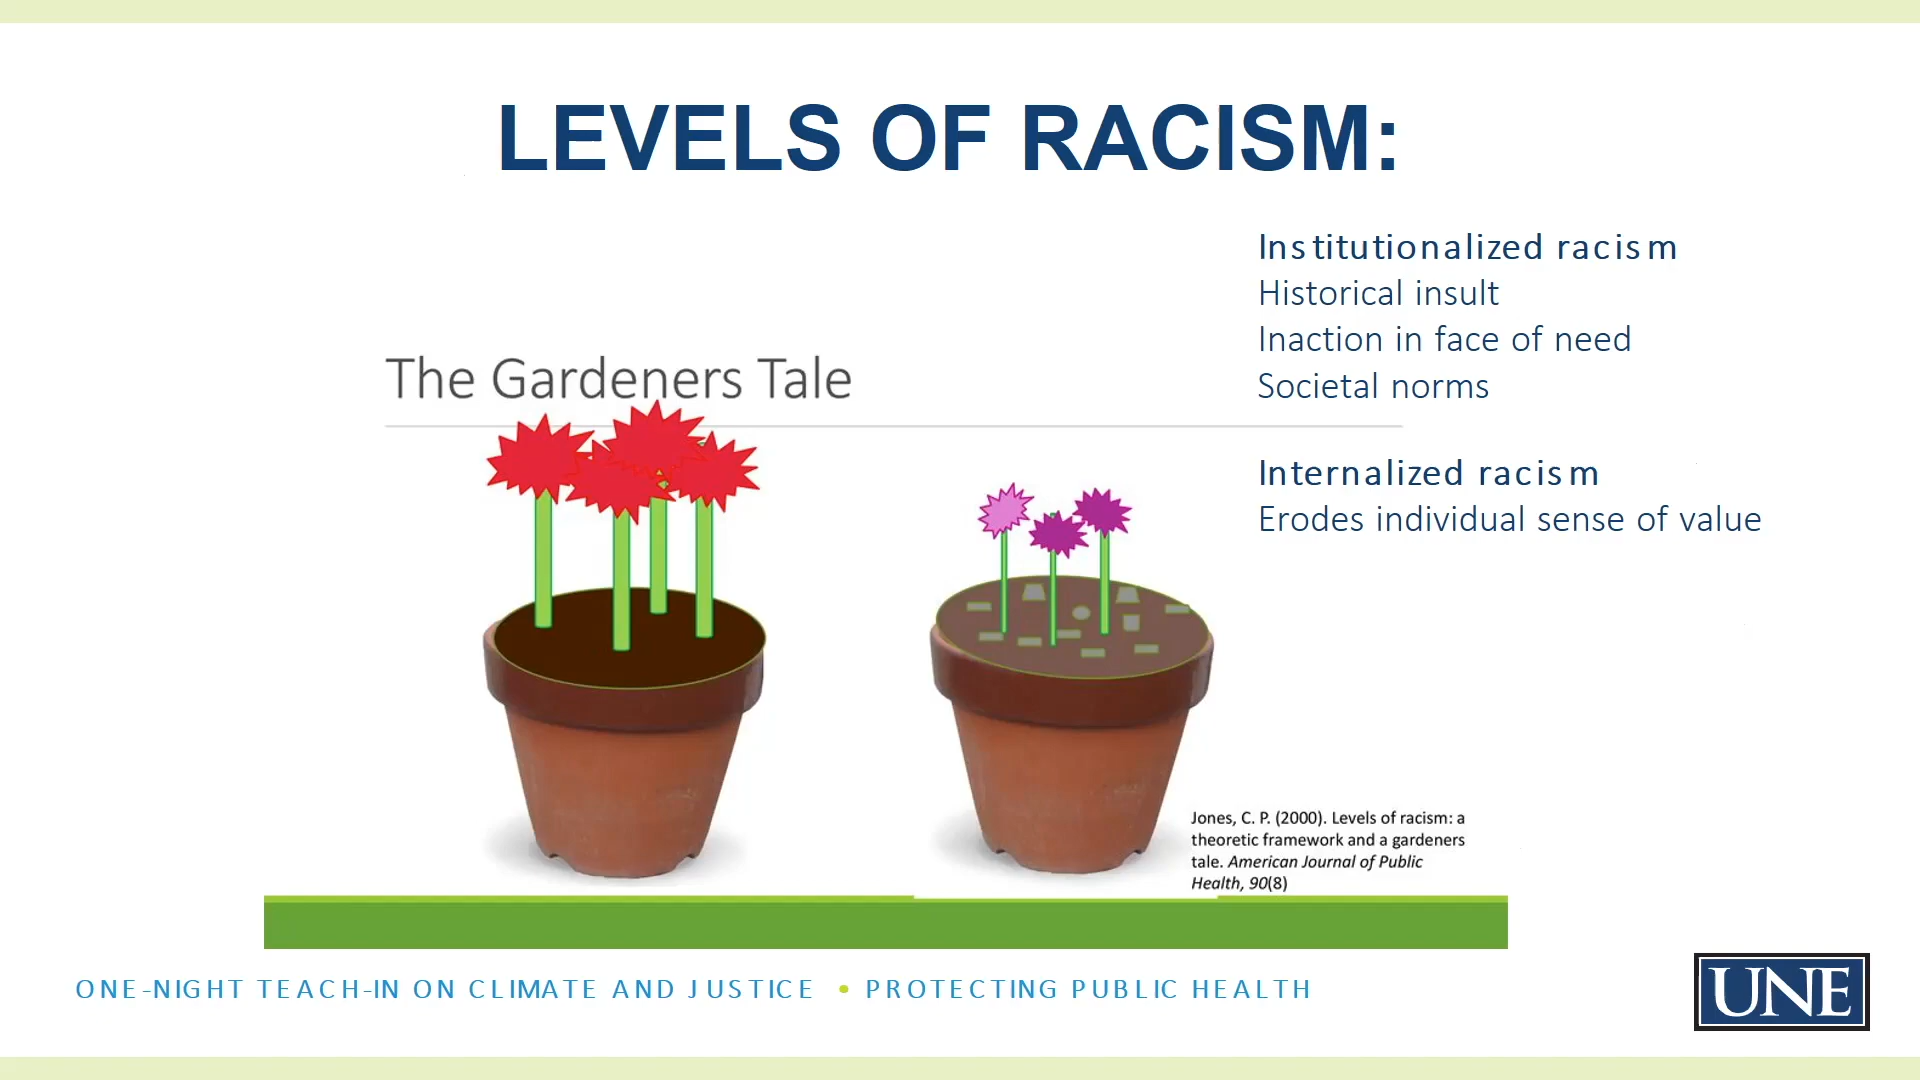 LEVELS OF RACISM:
Institutionalized racism
Historical insult
Inaction in face of need
Societal norms
Internalized racism
Erodes individual sense of value
The Gardeners Tale
Jones, C. P. (2000). Levels of racism: a
theoretic framework and a gardeners
tale. American Journal of Public
Health, 90(8)
ONE-NIGHT TEACH-IN ON CLIMATE AND JUSTICE • PROTECTING PUBLIC HEALTH
UNE